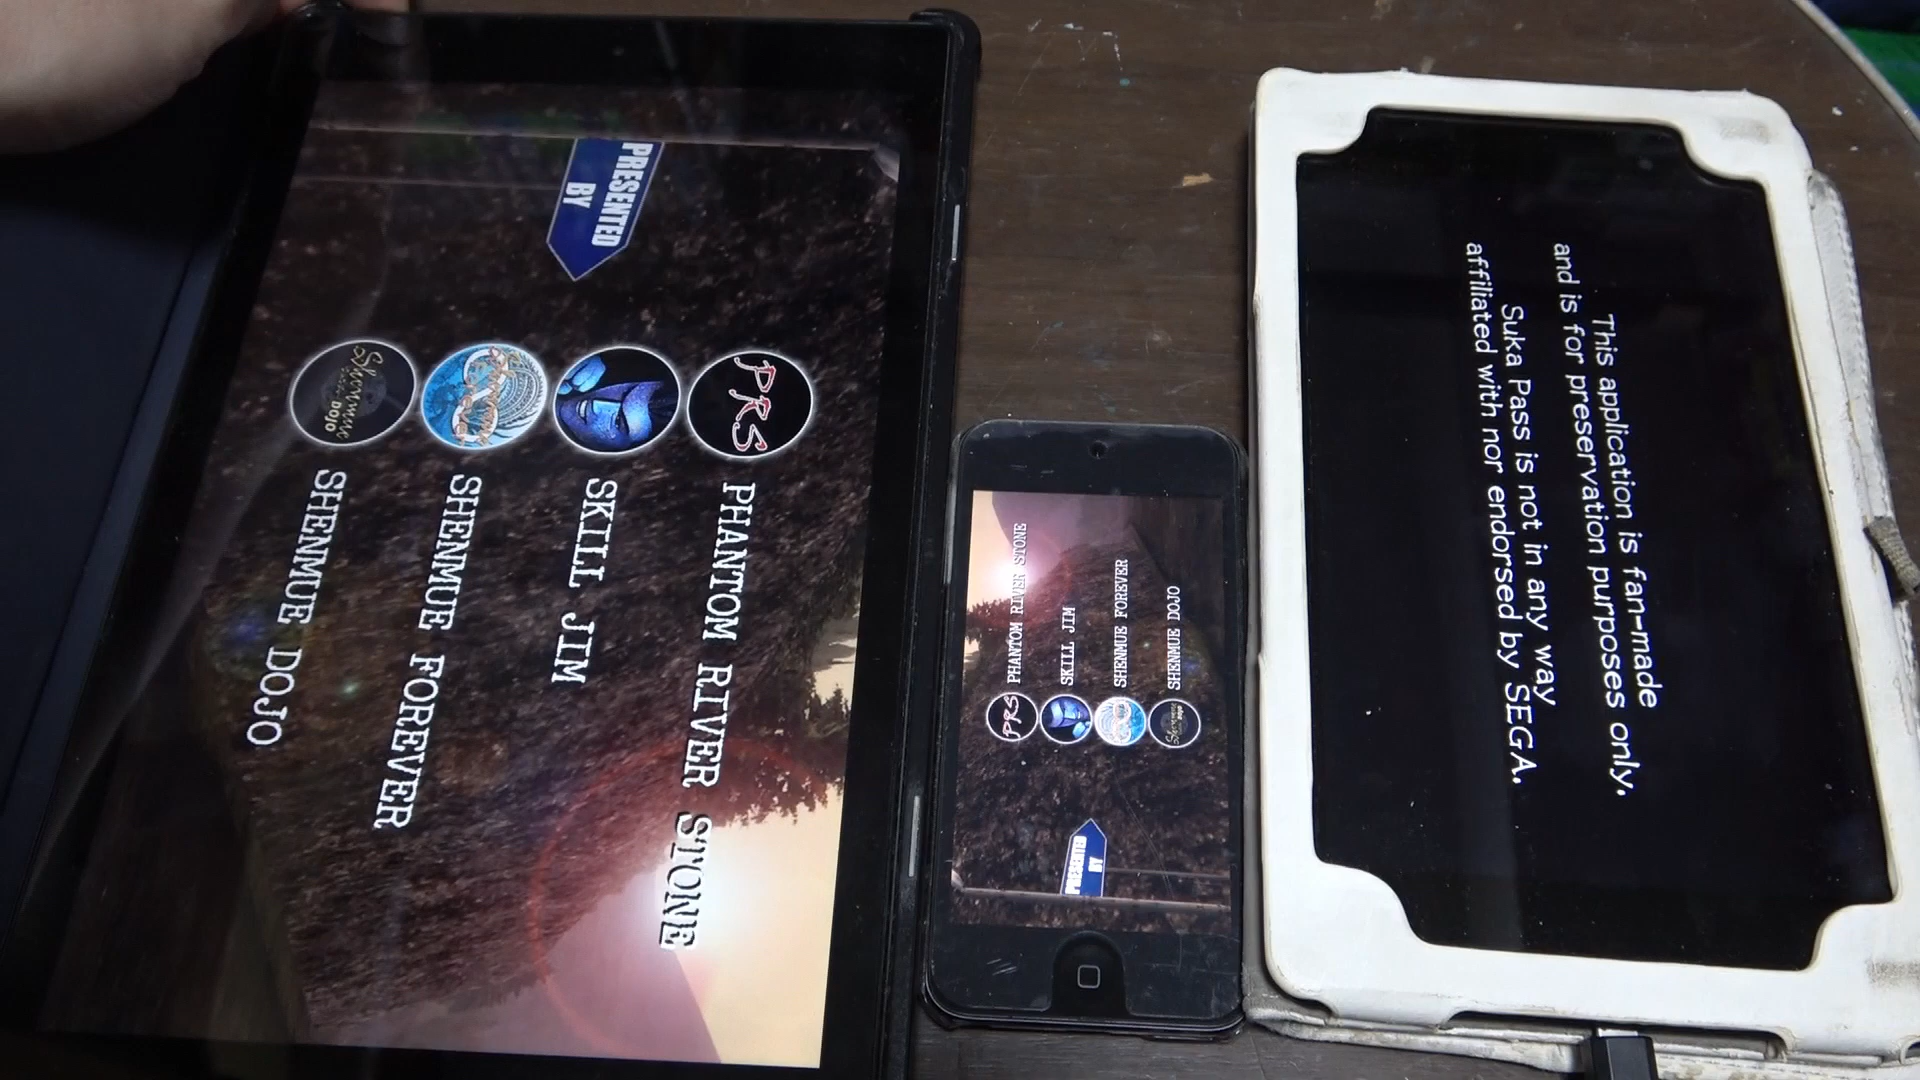 PRESENTED
BY
PRS
PHANTOM RIVER STONE
SKILL JIM
SHENMUE FOREVER
Shenmue
DOJO
SHENMUE DOJO
PRS
PHANTOM RIVER STONE
SKILL JIM
SHENMUE FOREVER
SHENMUE DOJO
PRESENTED
BY
This application is fan-made
and is for preservation purposes only.
Suka Pass is not in any way
affiliated with nor endorsed by SEGA.